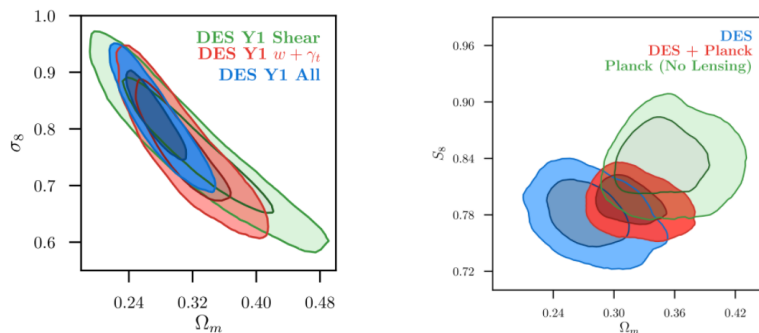 DES Y1 Shear
DES Y1 w + γt
DES Y1 All
1.0
0.9
0.8
0.7
0.6
σ8
0.24
0.32
0.40
0.48
Ωm
DES
DES + Planck
Planck (No Lensing)
0.96
0.90
0.84
0.78
0.72
S8
0.24
0.30
0.36
0.42
Ωm